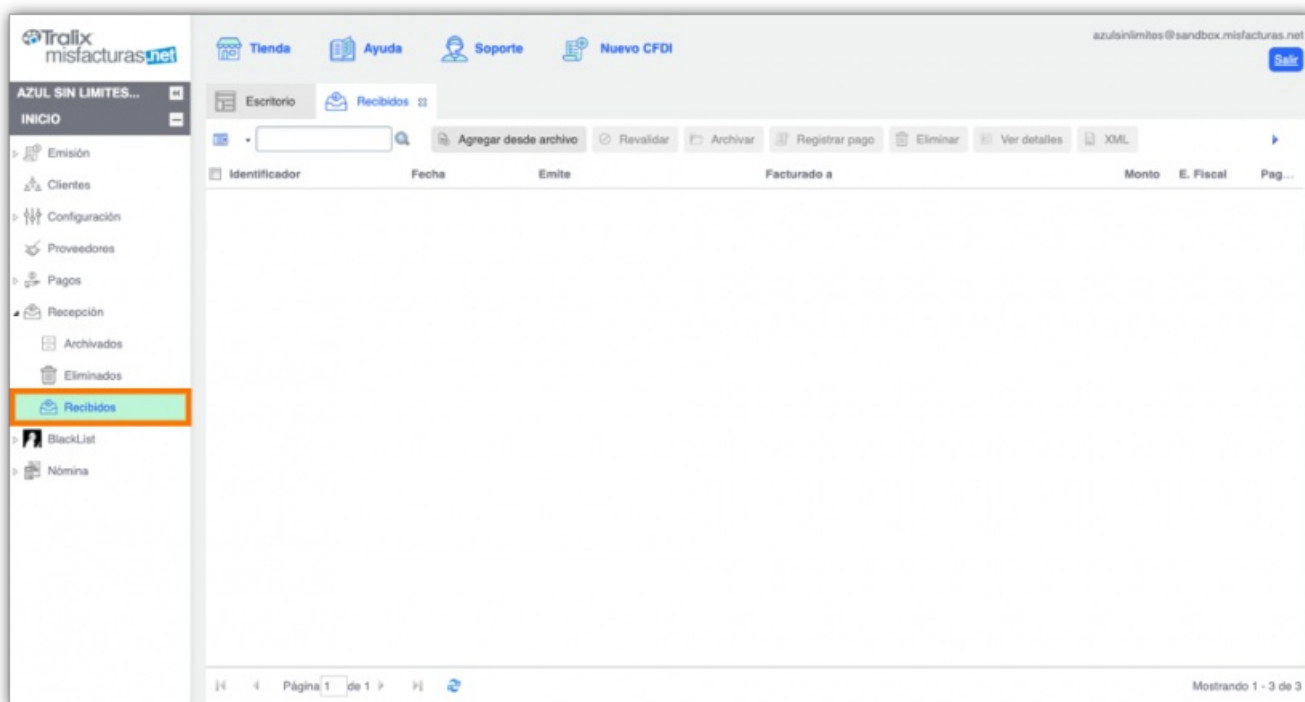 Tralix
misfacturas.net
Tienda
Ayuda
Soporte
Nuevo CFDI
azulsinlimites@sandbox.misfacturas.net
Salir
AZUL SIN LIMITES...
INICIO
Emisión
Clientes
Configuración
Proveedores
Pagos
Recepción
Archivados
Eliminados
Recibidos
BlackList
Nómina
Escritorio
Recibidos
Agregar desde archivo
Revalidar
Archivar
Registrar pago
Eliminar
Ver detalles
XML
Identificador Fecha Emite Facturado a Monto E. Fiscal Pag...
Página 1 de 1
Mostrando 1 - 3 de 3